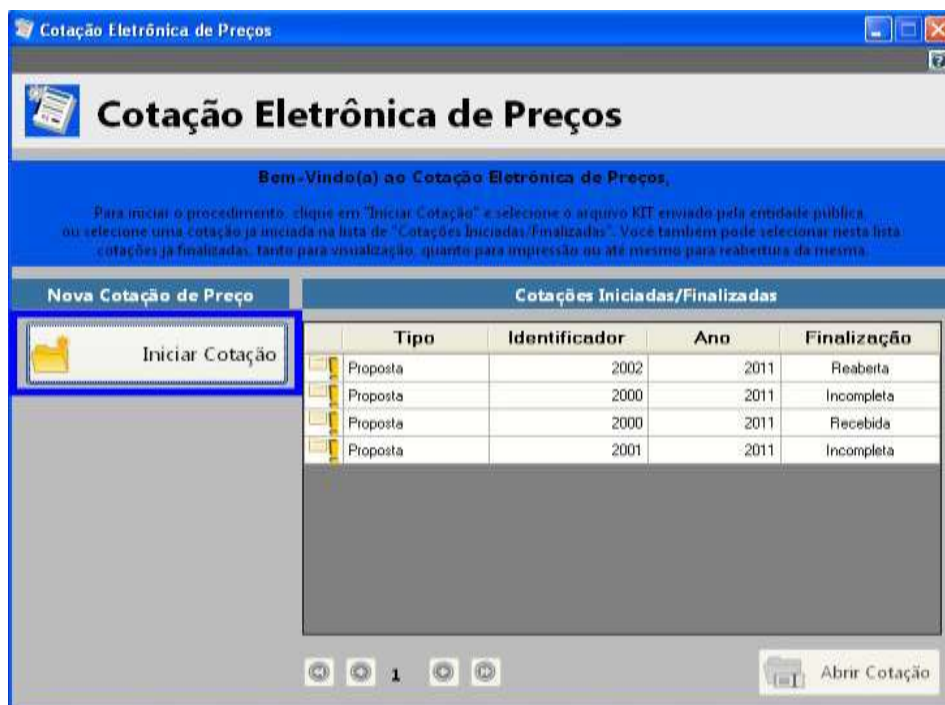 Cotação Eletrônica de Preços
Cotação Eletrônica de Preços
Bem-Vindo(a) ao Cotação Eletrônica de Preços,
Para iniciar o procedimento, clique em "Iniciar Cotação" e selecione o arquivo KIT enviado pela entidade pública,
ou selecione uma cotação já iniciada na lista de "Cotações Iniciadas/Finalizadas". Você também pode selecionar nesta lista
cotações já finalizadas, tanto para visualização, quanto para impressão ou até mesmo para reabertura da mesma.
Nova Cotação de Preço
Cotações Iniciadas/Finalizadas
Iniciar Cotação
Tipo Identificador Ano Finalização
Proposta 2002 2011 Reaberta
Proposta 2000 2011 Incompleta
Proposta 2000 2011 Recebida
Proposta 2001 2011 Incompleta
1
Abrir Cotação